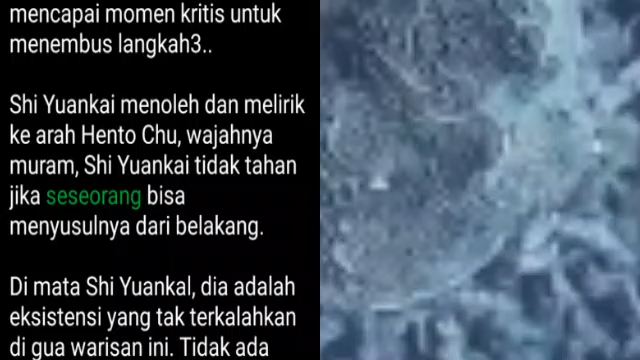 mencapai momen kritis untuk
menembus langkah3..
Shi Yuankai menoleh dan melirik
ke arah Hento Chu, wajahnya
muram, Shi Yuankai tidak tahan
jika seseorang bisa
menyusulnya dari belakang.
Di mata Shi Yuankal, dia adalah
eksistensi yang tak terkalahkan
di gua warisan ini. Tidak ada